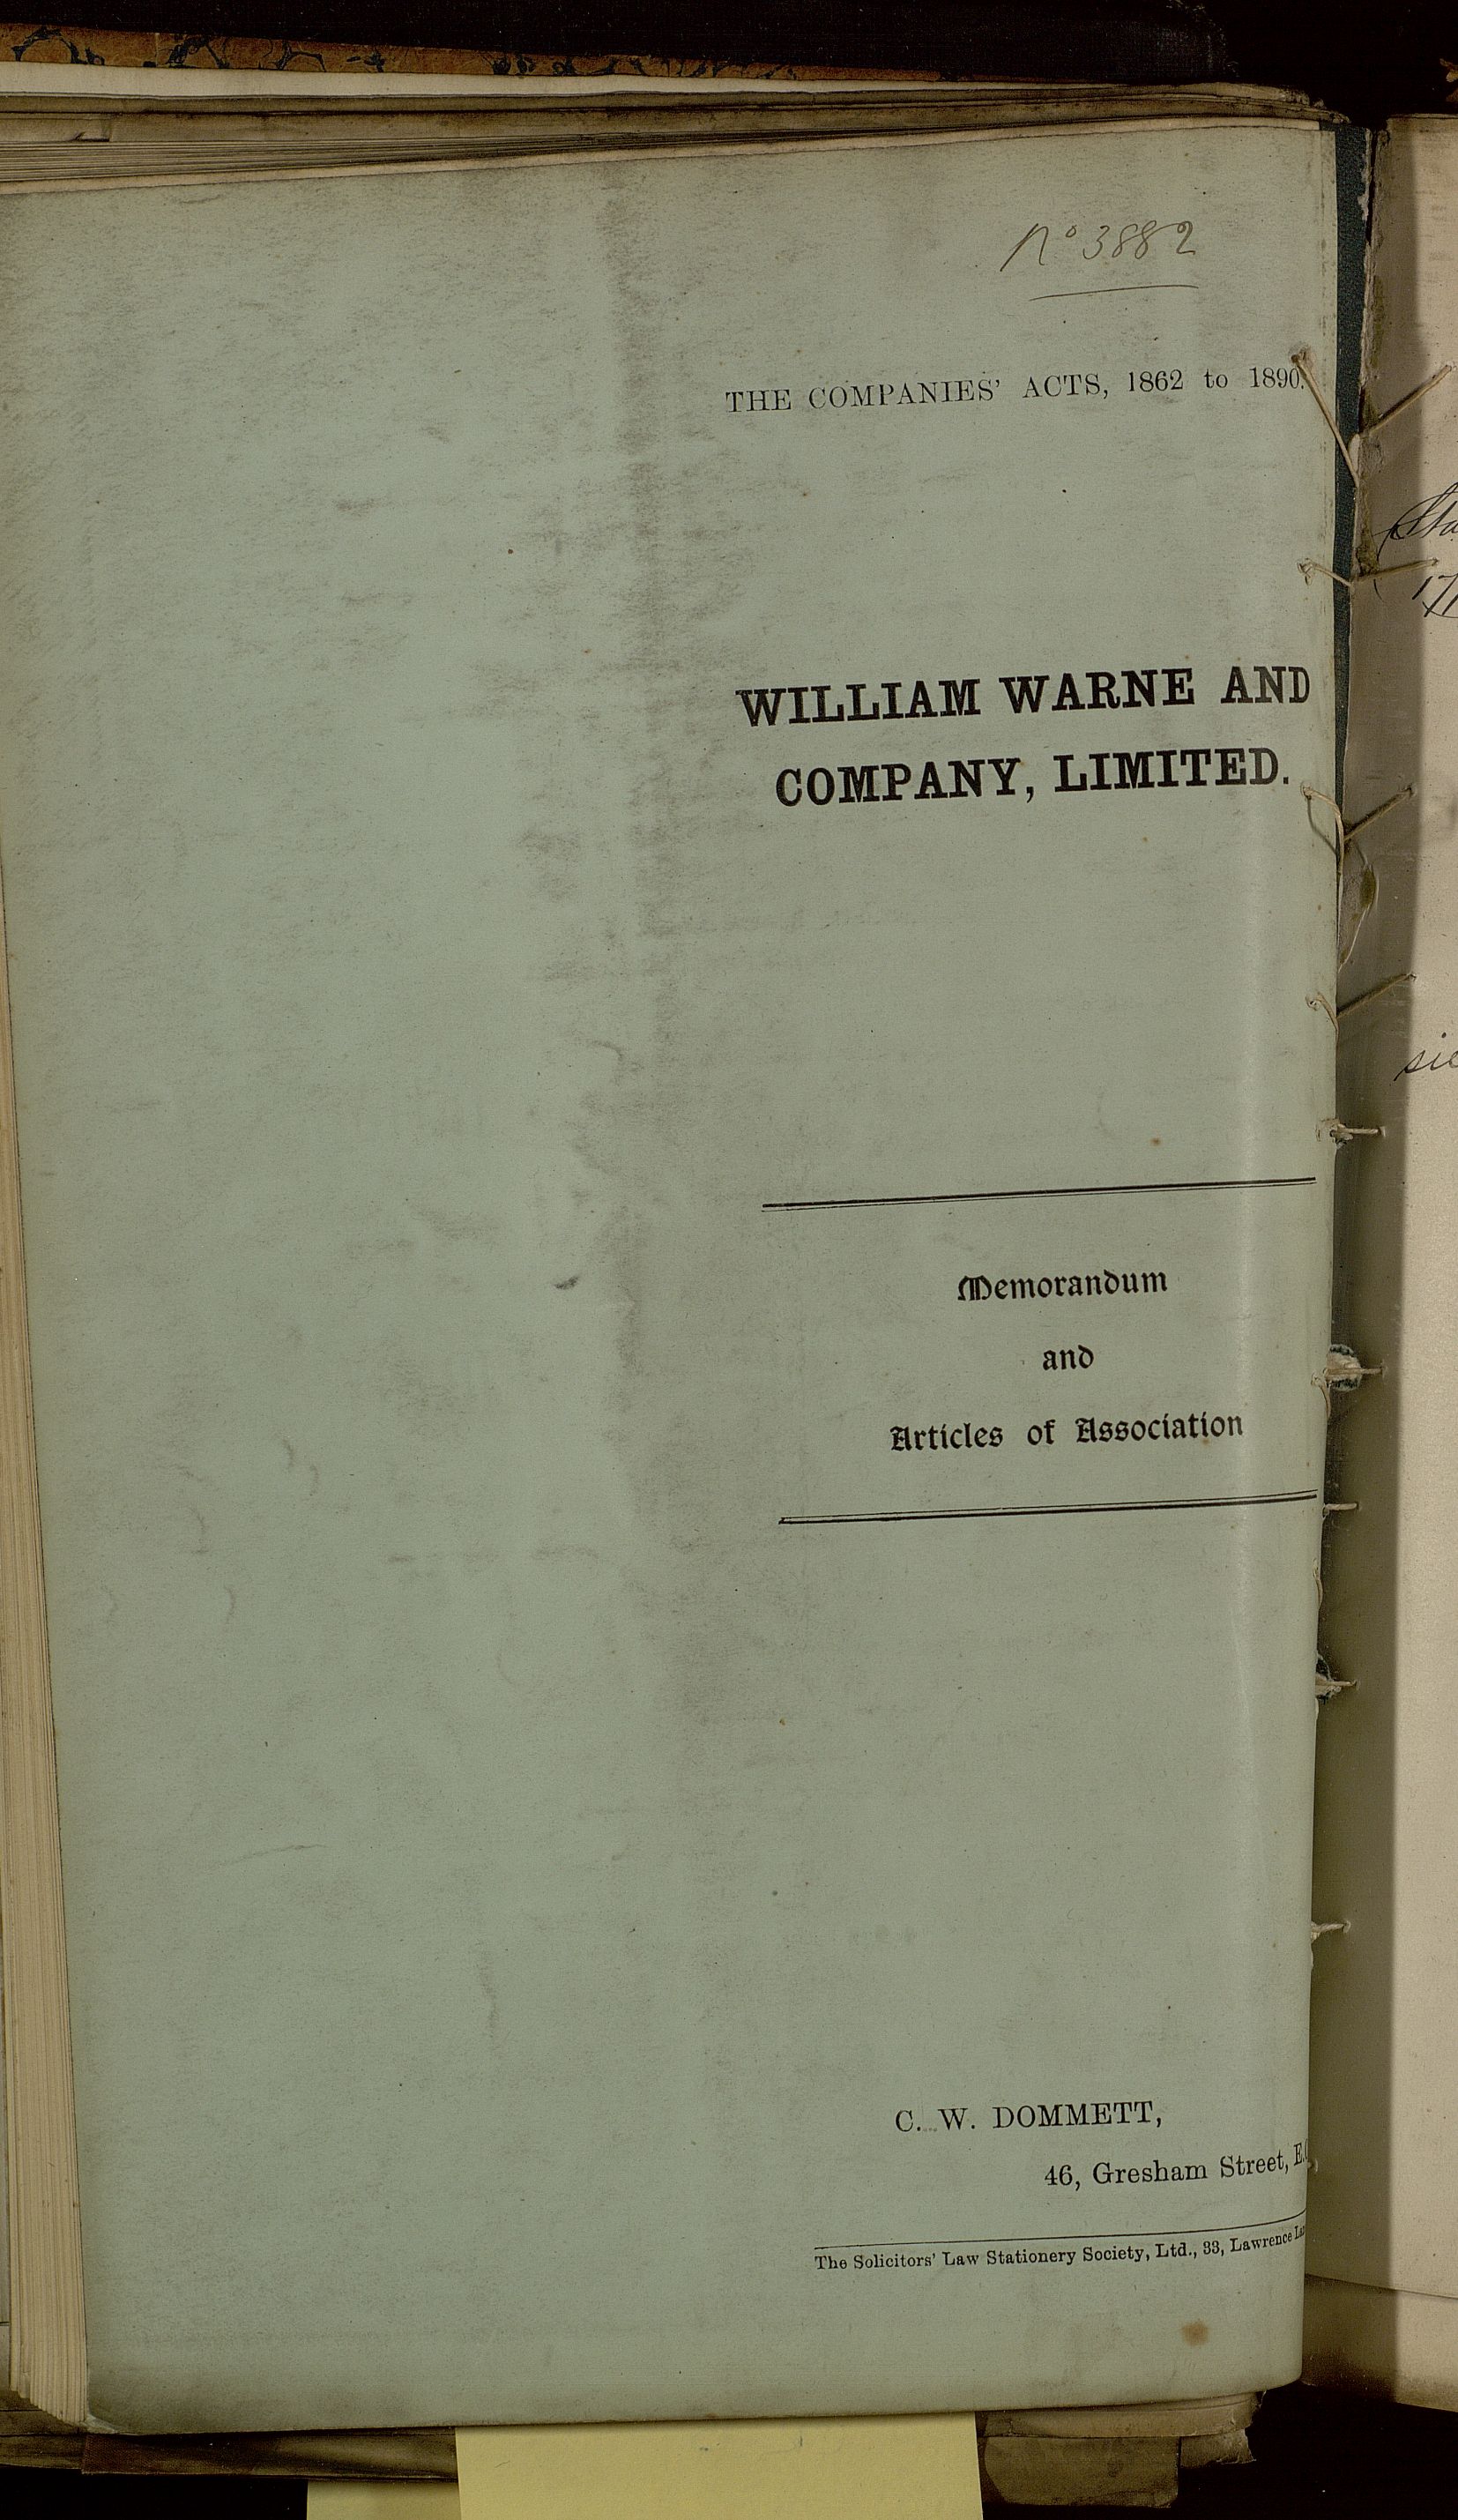 No 3882
THE COMPANIES' ACTS, 1862 to 1890.
WILLIAM WARNE AND
COMPANY, LIMITED.
Memorandum
and
Articles of Association
C. W. DOMMETT,
46, Gresham Street, E.C.
The Solicitors' Law Stationery Society, Ltd., 33, Lawrence